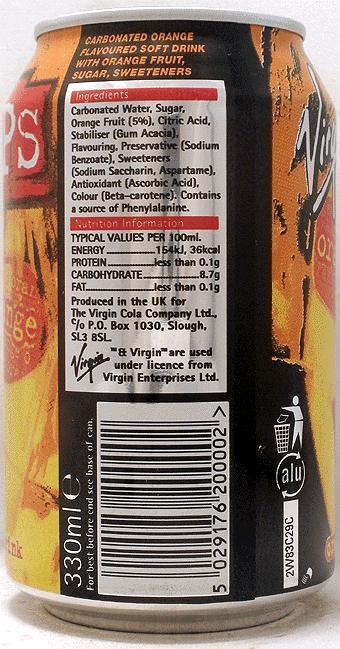 CARBONATED ORANGE
FLAVOURED SOFT DRINK
WITH ORANGE FRUIT,
SUGAR, SWEETENERS
Ingredients
Carbonated Water, Sugar,
Orange Fruit (5%), Citric Acid,
Stabiliser (Gum Acacia),
Flavouring, Preservative (Sodium
Benzoate), Sweeteners
(Sodium Saccharin, Aspartame),
Antioxidant (Ascorbic Acid),
Colour (Beta-carotene). Contains
a source of Phenylalanine.
Nutrition Information
TYPICAL VALUES PER 100ml.
ENERGY 154kJ, 36kcal
PROTEIN less than 0.1g
CARBOHYDRATE 8.7g
FAT less than 0.1g
Produced in the UK for
The Virgin Cola Company Ltd.,
c/o P.O. Box 1030, Slough,
SL3 8SL.
Virgin ™ & Virgin™ are used
under licence from
Virgin Enterprises Ltd.
330ml e
For best before end see base of can.
5 029176 200002 >
alu
2W83C29C
PS